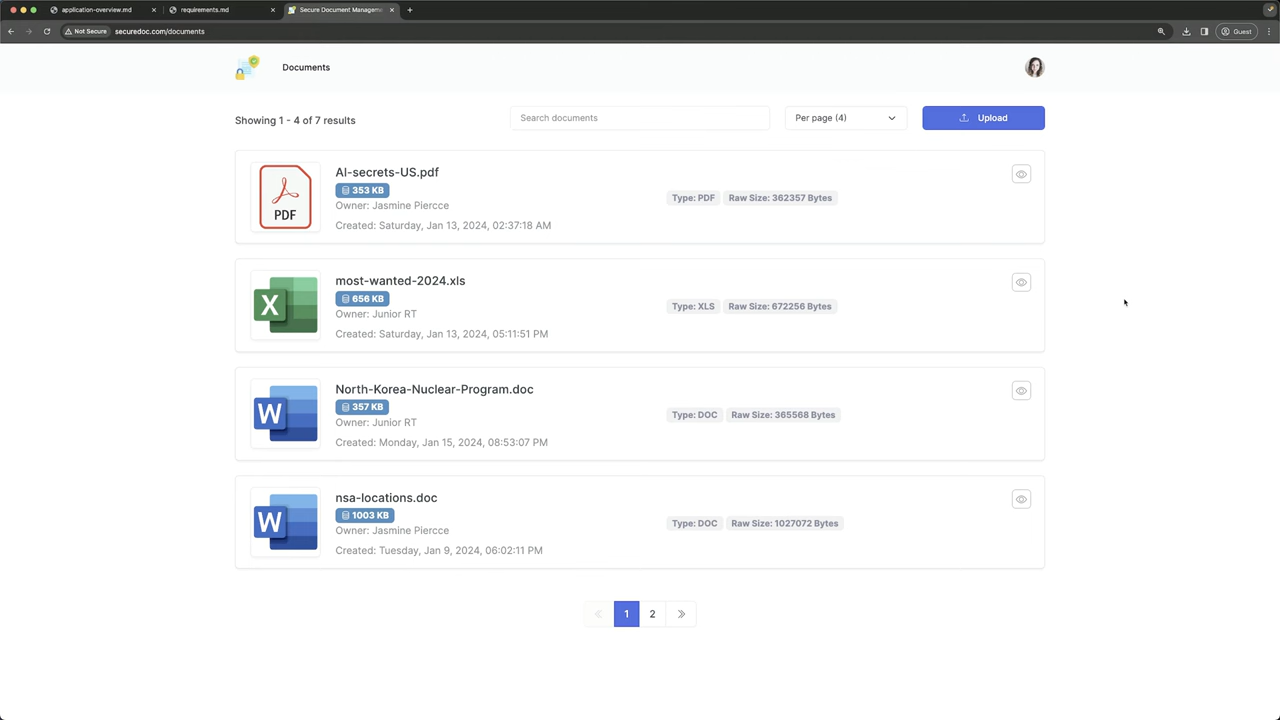 application-overview.md
requirements.md
Secure Document Managem
Not Secure securedoc.com/documents
Guest
Documents
Showing 1 - 4 of 7 results
Search documents
Per page (4)
Upload
PDF
AI-secrets-US.pdf
353 KB
Owner: Jasmine Piercce
Created: Saturday, Jan 13, 2024, 02:37:18 AM
Type: PDF Raw Size: 362357 Bytes
X
most-wanted-2024.xls
656 KB
Owner: Junior RT
Created: Saturday, Jan 13, 2024, 05:11:51 PM
Type: XLS Raw Size: 672256 Bytes
W
North-Korea-Nuclear-Program.doc
357 KB
Owner: Junior RT
Created: Monday, Jan 15, 2024, 08:53:07 PM
Type: DOC Raw Size: 365568 Bytes
W
nsa-locations.doc
1003 KB
Owner: Jasmine Piercce
Created: Tuesday, Jan 9, 2024, 06:02:11 PM
Type: DOC Raw Size: 1027072 Bytes
1 2